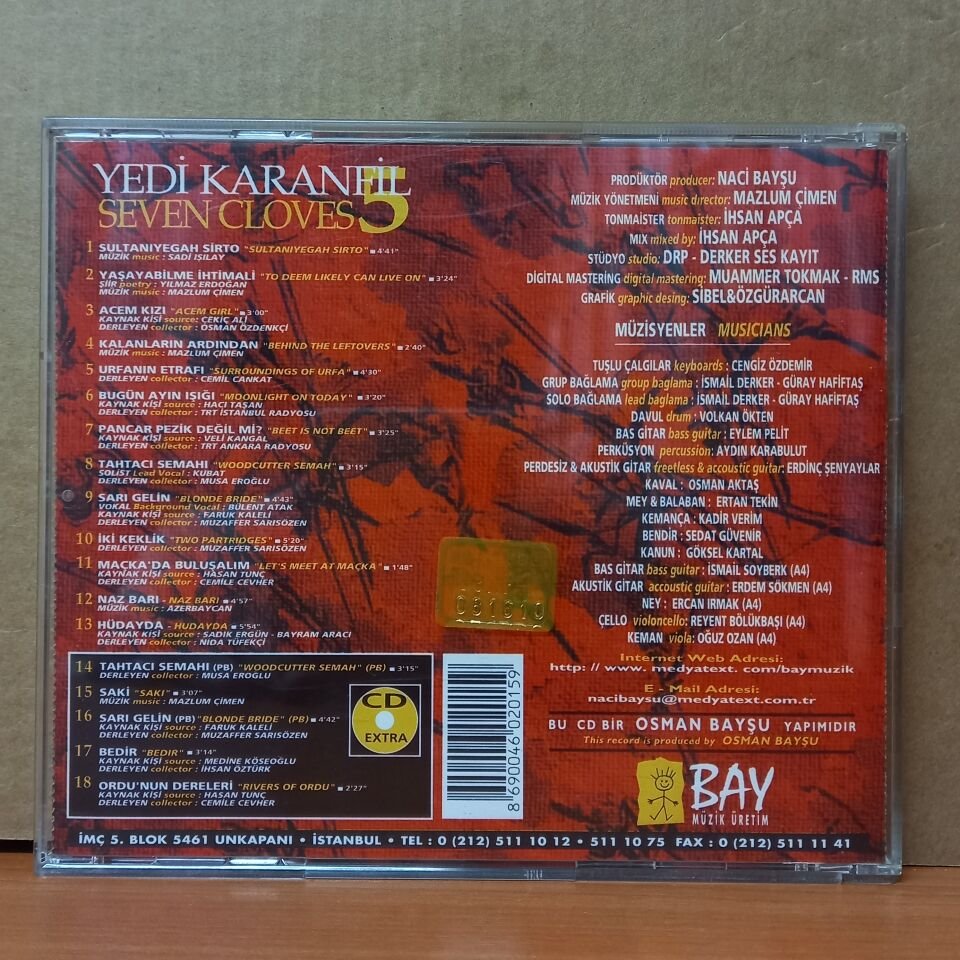 YEDİ KARANFİL 5
SEVEN CLOVES
1 SULTANIYEGAH SİRTO "SULTANIYEGAH SIRTO" 4'41"
MÜZİK music : SADİ IŞILAY
2 YAŞAYABİLME İHTİMALİ "TO DEEM LIKELY CAN LIVE ON" 3'24"
ŞİİR poetry : YILMAZ ERDOĞAN
MÜZİK music : MAZLUM ÇİMEN
3 ACEM KIZI "ACEM GIRL" 3'00"
KAYNAK KİŞİ source: ÇEKİÇ ALİ
DERLEYEN collector : OSMAN ÖZDENKÇİ
4 KALANLARIN ARDINDAN "BEHIND THE LEFTOVERS" 2'40"
MÜZİK music : MAZLUM ÇİMEN
5 URFANIN ETRAFI "SURROUNDINGS OF URFA" 4'30"
DERLEYEN collector : CEMİL CANKAT
6 BUGÜN AYIN IŞIĞI "MOONLIGHT ON TODAY" 3'20"
KAYNAK KİŞİ source : HACI TAŞAN
DERLEYEN collector : TRT İSTANBUL RADYOSU
7 PANCAR PEZİK DEĞİL Mİ? "BEET IS NOT BEET" 3'25"
KAYNAK KİŞİ source : VELİ KANGAL
DERLEYEN collector : TRT ANKARA RADYOSU
8 TAHTACI SEMAHI "WOODCUTTER SEMAH" 3'15"
SOLİST Lead Vocal : KUBAT
DERLEYEN collector : MUSA EROĞLU
9 SARI GELİN "BLONDE BRIDE" 4'43"
VOKAL Background Vocal : BÜLENT ATAK
KAYNAK KİŞİ source : FARUK KALELİ
DERLEYEN collector : MUZAFFER SARISÖZEN
10 İKİ KEKLİK "TWO PARTRIDGES" 5'20"
DERLEYEN collector : MUZAFFER SARISÖZEN
11 MAÇKA'DA BULUŞALIM "LET'S MEET AT MAÇKA" 1'48"
KAYNAK KİŞİ source : HASAN TUNÇ
DERLEYEN collector : CEMİLE ÇEVHER
12 NAZ BARI - NAZ BARI 4'57"
MÜZİK music : AZERBAYCAN
13 HÜDAYDA - HUDAYDA 5'54"
KAYNAK KİŞİ source : SADIK ERGÜN - BAYRAM ARACI
DERLEYEN collector : NİDA TÜFEKÇİ
14 TAHTACI SEMAHI (PB) "WOODCUTTER SEMAH" (PB) 3'15"
DERLEYEN collector : MUSA EROGLU
15 SAKİ "SAKI" 3'07"
MÜZİK music : MAZLUM ÇİMEN
16 SARI GELİN (PB) "BLONDE BRIDE" (PB) 4'42"
KAYNAK KİŞİ source : FARUK KALELİ
DERLEYEN collector : MUZAFFER SARISÖZEN
17 BEDİR "BEDIR" 3'14"
KAYNAK KİŞİ source : MEDİNE KÖSEOĞLU
DERLEYEN collector : İHSAN ÖZTÜRK
18 ORDU'NUN DERELERİ "RIVERS OF ORDU" 2'27"
KAYNAK KİŞİ source : HASAN TUNÇ
DERLEYEN collector : CEMİLE CEVHER
CD
EXTRA
8 690046 020159
081010
PRODÜKTÖR producer: NACİ BAYŞU
MÜZİK YÖNETMENİ music director: MAZLUM ÇİMEN
TONMAİSTER tonmaister: İHSAN APÇA
MIX mixed by: İHSAN APÇA
STÜDYO studio: DRP - DERKER SES KAYIT
DIGITAL MASTERING digital mastering: MUAMMER TOKMAK - RMS
GRAFİK graphic desing: SİBEL&ÖZGÜRARCAN
MÜZİSYENLER MUSICIANS
TUŞLU ÇALGILAR keyboards : CENGİZ ÖZDEMİR
GRUP BAĞLAMA group baglama : İSMAİL DERKER - GÜRAY HAFİFTAŞ
SOLO BAĞLAMA lead baglama : İSMAİL DERKER - GÜRAY HAFİFTAŞ
DAVUL drum : VOLKAN ÖKTEN
BAS GİTAR bass guitar : EYLEM PELİT
PERKÜSYON percussion: AYDIN KARABULUT
PERDESİZ & AKUSTİK GİTAR freetless & accoustic guitar: ERDİNÇ ŞENYAYLAR
KAVAL : OSMAN AKTAŞ
MEY & BALABAN : ERTAN TEKİN
KEMANÇA : KADİR VERİM
BENDİR : SEDAT GÜVENİR
KANUN : GÖKSEL KARTAL
BAS GİTAR bass guitar : İSMAİL SOYBERK (A4)
AKUSTİK GİTAR accoustic guitar : ERDEM SÖKMEN (A4)
NEY : ERCAN IRMAK (A4)
ÇELLO violoncello: REYENT BÖLÜKBAŞI (A4)
KEMAN viola: OĞUZ OZAN (A4)
Internet Web Adresi:
http: // www. medyatext. com/baymuzik
E - Mail Adresi:
nacibaysu@medyatext.com.tr
BU CD BİR OSMAN BAYŞU YAPIMIDIR
This record is produced by OSMAN BAYŞU
BAY
MÜZİK ÜRETİM
İMÇ 5. BLOK 5461 UNKAPANI • İSTANBUL • TEL : 0 (212) 511 10 12 • 511 10 75 FAX : 0 (212) 511 11 41